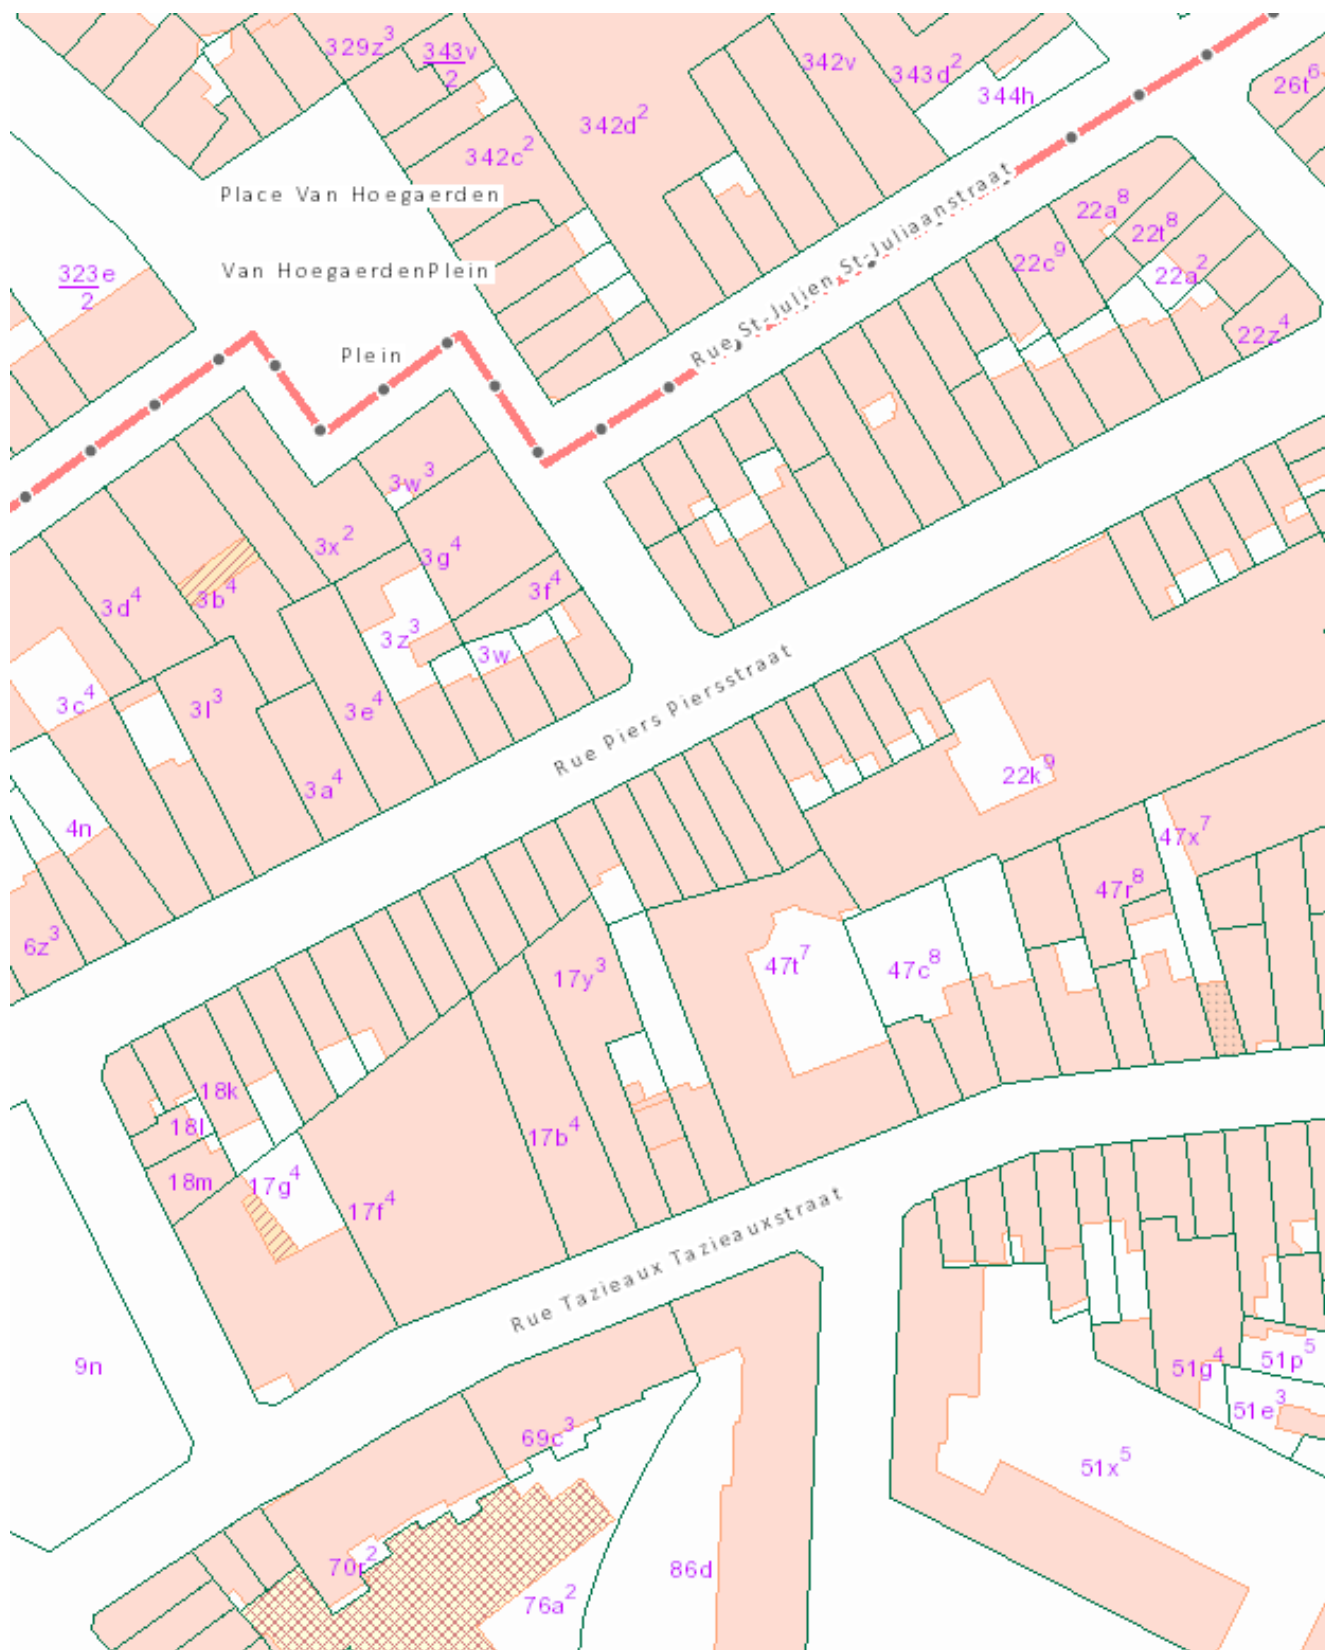 329z³
343v
2
342v
343d²
344h
26t⁶
342d²
342c²
Place Van Hoegaerden
Van HoegaerdenPlein
323e
2
Plein
Rue St-Julien St-Juliaanstraat
22a⁸
22t⁸
22c⁹
22a²
22z⁴
3w³
3x²
3g⁴
3f⁴
3d⁴
3b⁴
3z³
3w
3c⁴
3l³
3e⁴
3a⁴
4n
6z³
Rue Piers Piersstraat
22k⁹
47x⁷
47r⁸
47t⁷
47c⁸
17y³
18k
18l
18m
17b⁴
17g⁴
17f⁴
Rue Tazieaux Tazieauxstraat
9n
51p⁵
51g⁴
51e³
51x⁵
69c³
70r²
86d
76a²